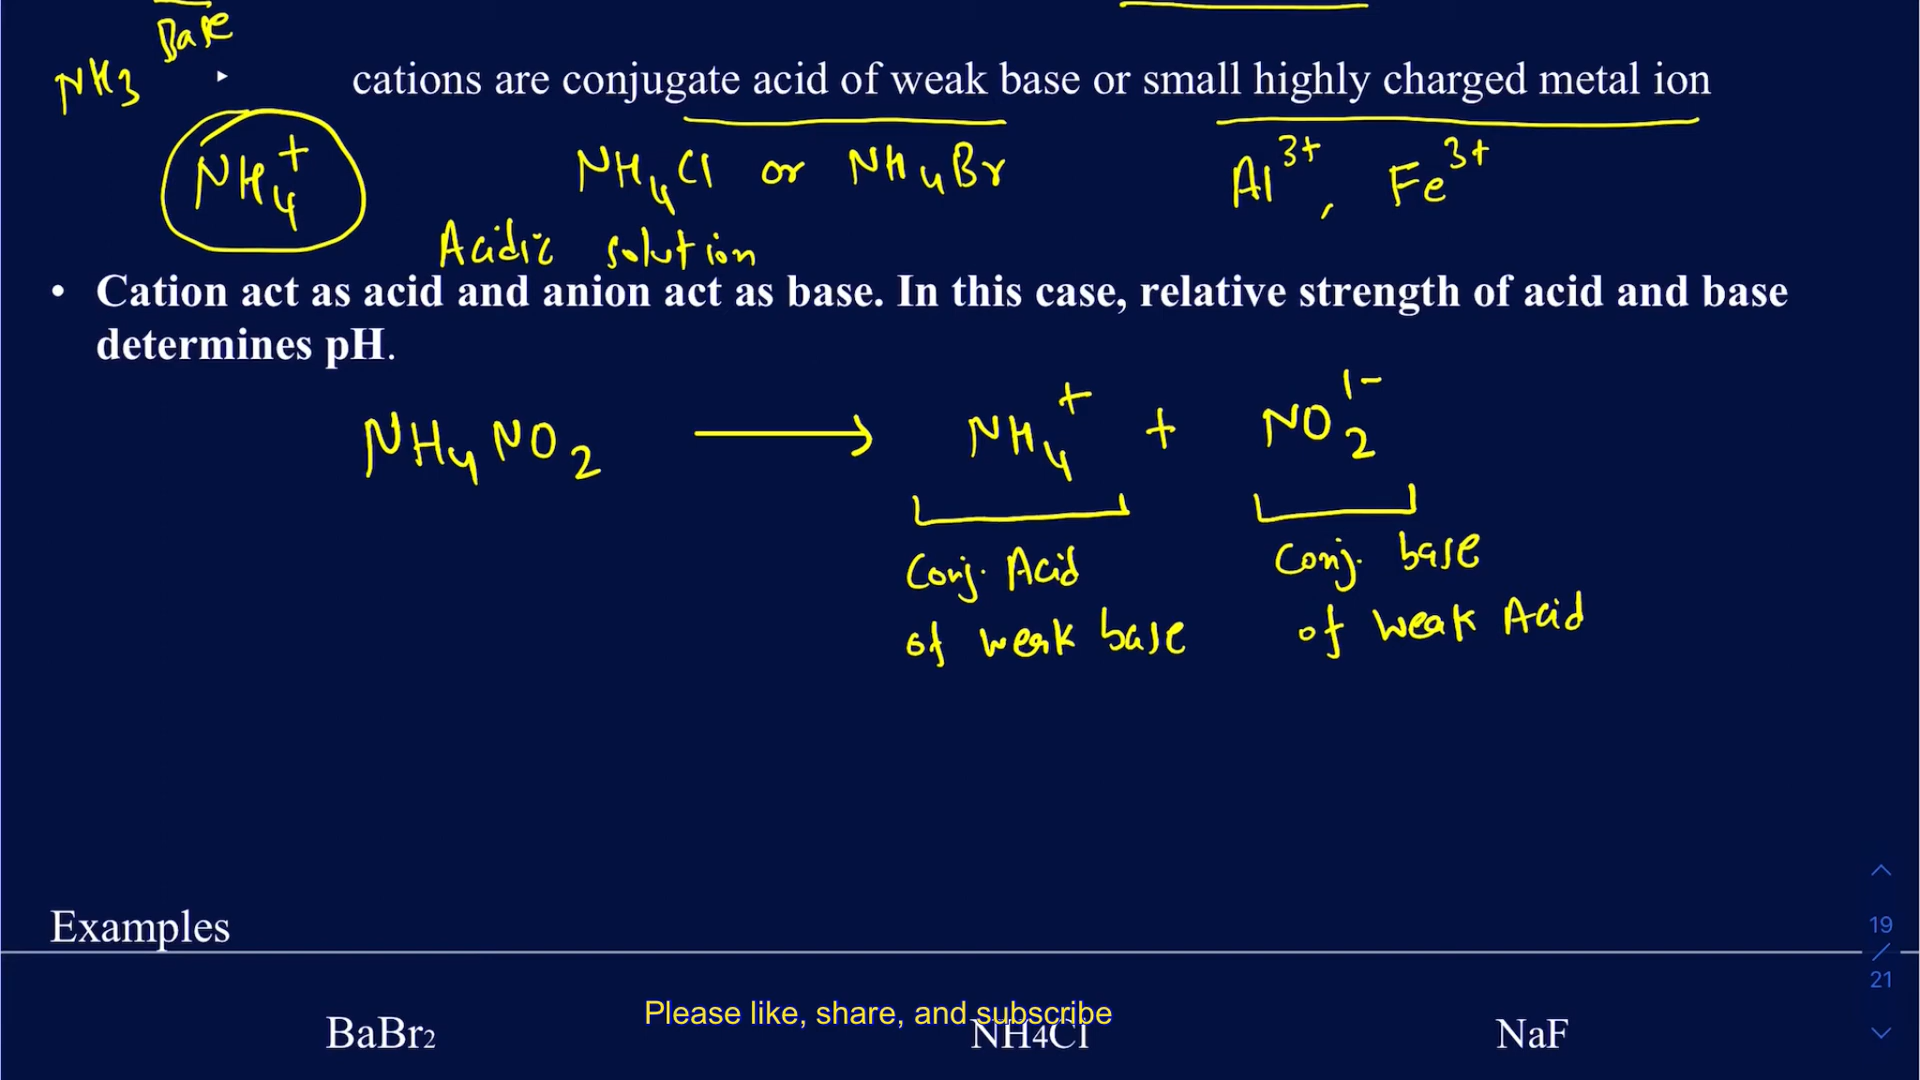 Base
NH3
cations are conjugate acid of weak base or small highly charged metal ion
NH₄⁺ NH₄Cl or NH₄Br Al³⁺, Fe³⁺
Acidic solution
• Cation act as acid and anion act as base. In this case, relative strength of acid and base
determines pH.
NH₄NO₂ ⟶ NH₄⁺ + NO₂¹⁻
Conj. Acid Conj. base
of weak base of weak Acid
Examples
19
/
21
Please like, share, and subscribe
BaBr₂ NH4Cl NaF